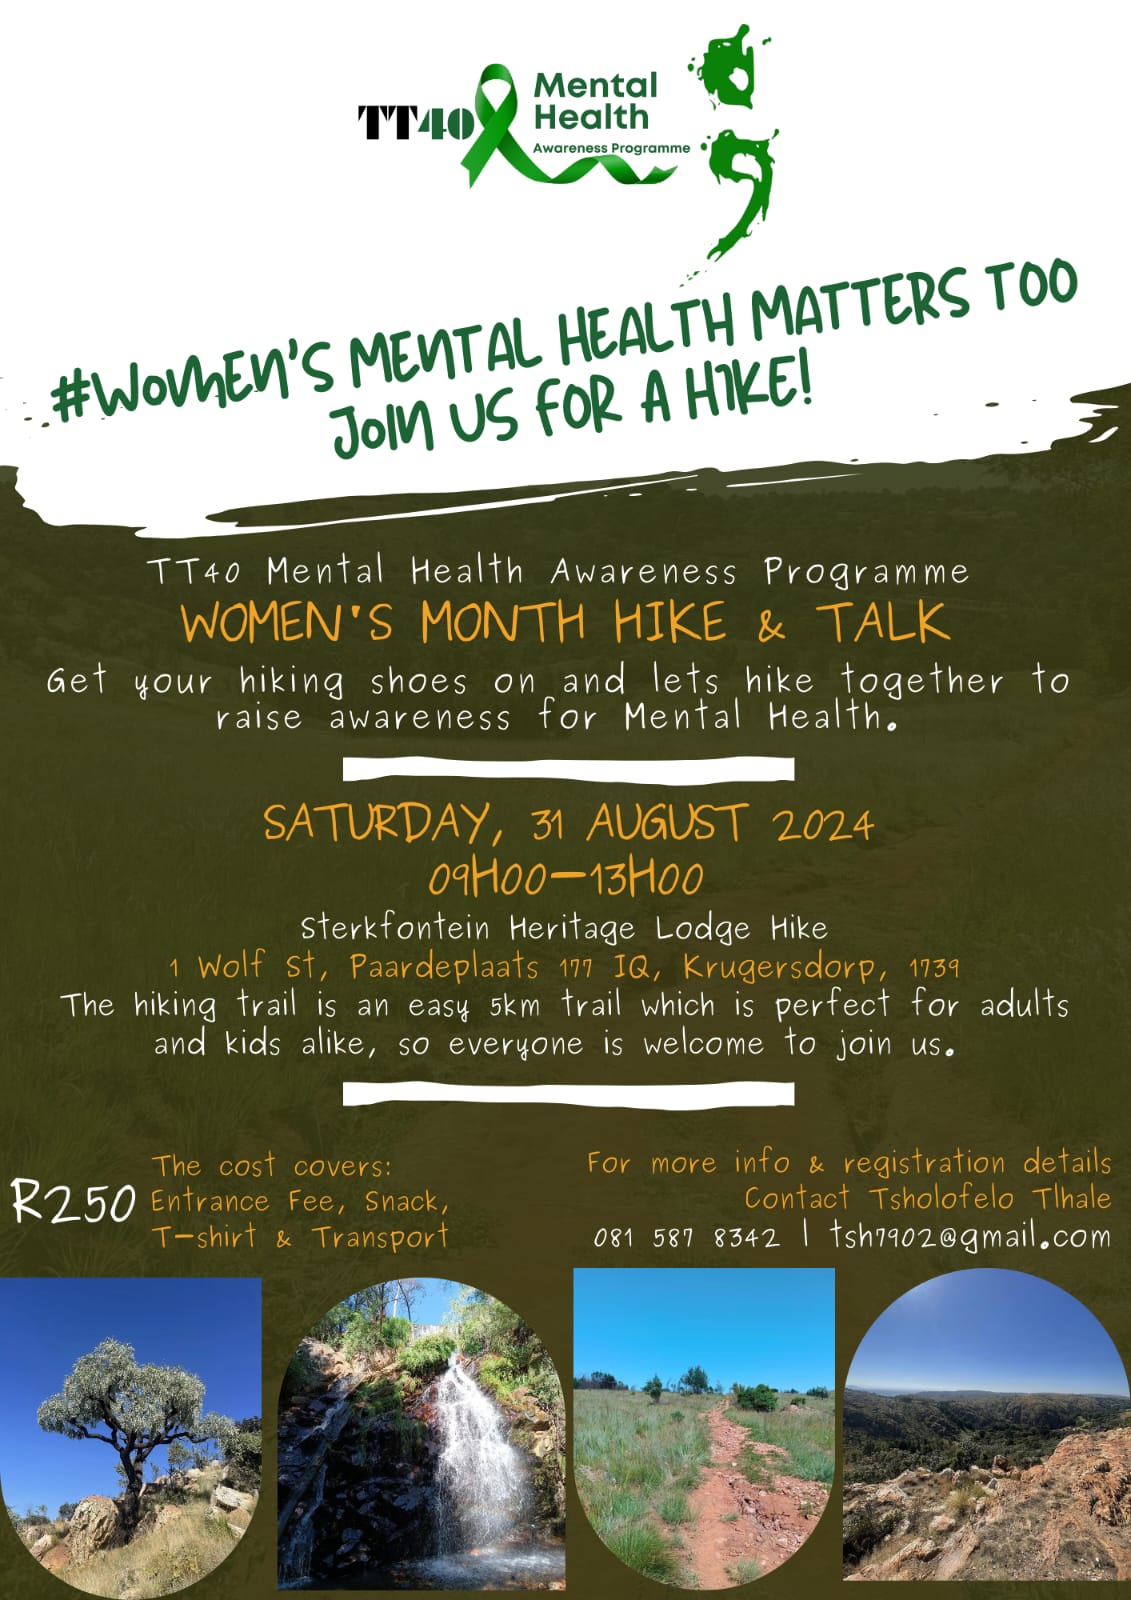 TT40
Mental
Health
Awareness Programme
#WOMEN'S MENTAL HEALTH MATTERS TOO
JOIN US FOR A HIKE!
TT40 Mental Health Awareness Programme
WOMEN'S MONTH HIKE & TALK
Get your hiking shoes on and lets hike together to
raise awareness for Mental Health.
SATURDAY, 31 AUGUST 2024
09H00-13H00
Sterkfontein Heritage Lodge Hike
1 Wolf St, Paardeplaats 177 IQ, Krugersdorp, 1739
The hiking trail is an easy 5km trail which is perfect for adults
and kids alike, so everyone is welcome to join us.
R250
The cost covers:
Entrance Fee, Snack,
T-shirt & Transport
For more info & registration details
Contact Tsholofelo Tlhale
081 587 8342 | tsh7902@gmail.com